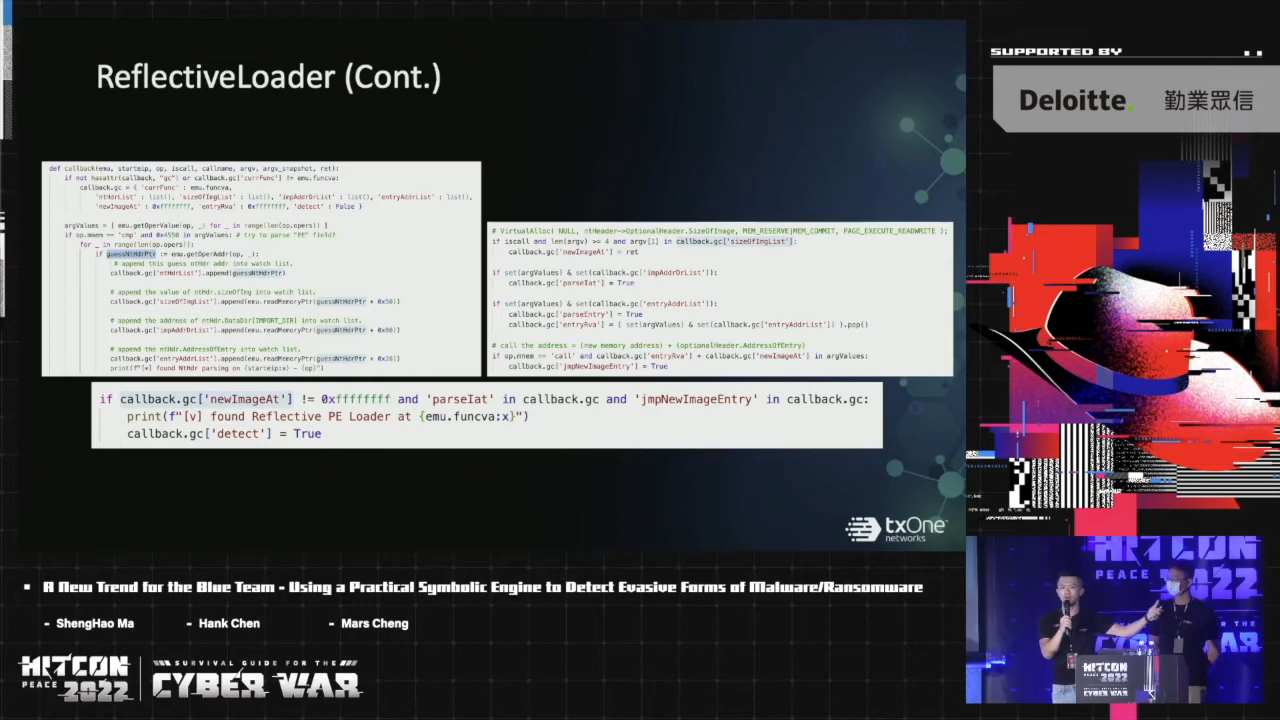 ReflectiveLoader (Cont.)
def callback(emu, starteip, op, iscall, callname, argv, argv_snapshot, ret):
if not hasattr(callback, "gc") or callback.gc['currFunc'] != emu.funcva:
callback.gc = { 'currFunc' : emu.funcva,
'ntHdrList' : list(), 'sizeOfImgList' : list(), 'impAddrDrList' : list(), 'entryAddrList' : list(),
'newImageAt' : 0xffffffff, 'entryRva' : 0xffffffff, 'detect' : False }
argValues = [ emu.getOperValue(op, _) for _ in range(len(op.opers)) ]
if op.mnem == 'cmp' and 0x4550 in argValues: # try to parse "PE" field?
for _ in range(len(op.opers)):
if guessNtHdrPtr := emu.getOperAddr(op, _):
# append this guess ntHdr addr into watch list.
callback.gc['ntHdrList'].append(guessNtHdrPtr)
# append the value of ntHdr.sizeOfImg into watch list.
callback.gc['sizeOfImgList'].append(emu.readMemoryPtr(guessNtHdrPtr + 0x50))
# append the address of ntHdr.DataDir[IMPORT_DIR] into watch list.
callback.gc['impAddrDrList'].append(emu.readMemoryPtr(guessNtHdrPtr + 0x80))
# append the ntHdr.AddressOfEntry into watch list.
callback.gc['entryAddrList'].append(emu.readMemoryPtr(guessNtHdrPtr + 0x28))
print(f"[*] found NtHdr parsing on {starteip:x} - {op}")
# VirtualAlloc( NULL, ntHeader->OptionalHeader.SizeOfImage, MEM_RESERVE|MEM_COMMIT, PAGE_EXECUTE_READWRITE );
if iscall and len(argv) >= 4 and argv[1] in callback.gc['sizeOfImgList']:
callback.gc['newImageAt'] = ret
if set(argValues) & set(callback.gc['impAddrDrList']):
callback.gc['parseIat'] = True
if set(argValues) & set(callback.gc['entryAddrList']):
callback.gc['parseEntry'] = True
callback.gc['entryRva'] = ( set(argValues) & set(callback.gc['entryAddrList']) ).pop()
# call the address = (new memory address) + (optionalHeader.AddressOfEntry)
if op.mnem == 'call' and callback.gc['entryRva'] + callback.gc['newImageAt'] in argValues:
callback.gc['jmpNewImageEntry'] = True
if callback.gc['newImageAt'] != 0xffffffff and 'parseIat' in callback.gc and 'jmpNewImageEntry' in callback.gc:
print(f"[v] found Reflective PE Loader at {emu.funcva:x}")
callback.gc['detect'] = True
txOne
networks
SUPPORTED BY
Deloitte. 勤業眾信
HITCON
PEACE 2022
CYBER WAR
HITCON
PEACE 2022
A New Trend for the Blue Team - Using a Practical Symbolic Engine to Detect Evasive Forms of Malware/Ransomware
- ShengHao Ma - Hank Chen - Mars Cheng
HITCON
PEACE 2022
SURVIVAL GUIDE FOR THE
CYBER WAR